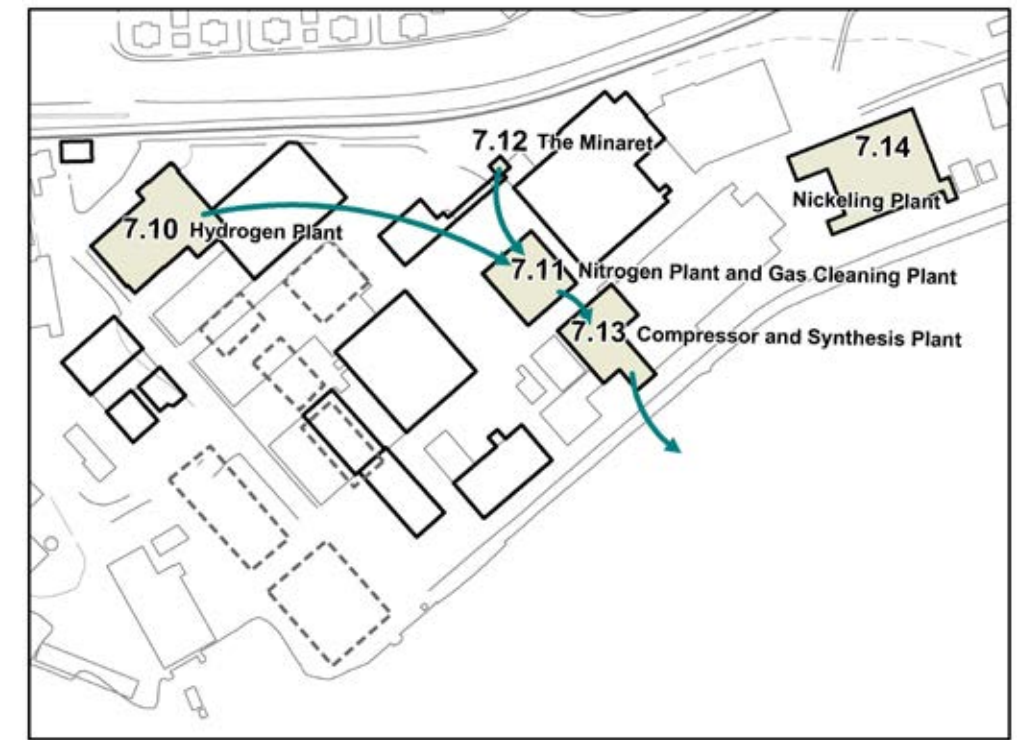 7.12 The Minaret
7.14
Nickeling Plant
7.10 Hydrogen Plant
7.11 Nitrogen Plant and Gas Cleaning Plant
7.13 Compressor and Synthesis Plant